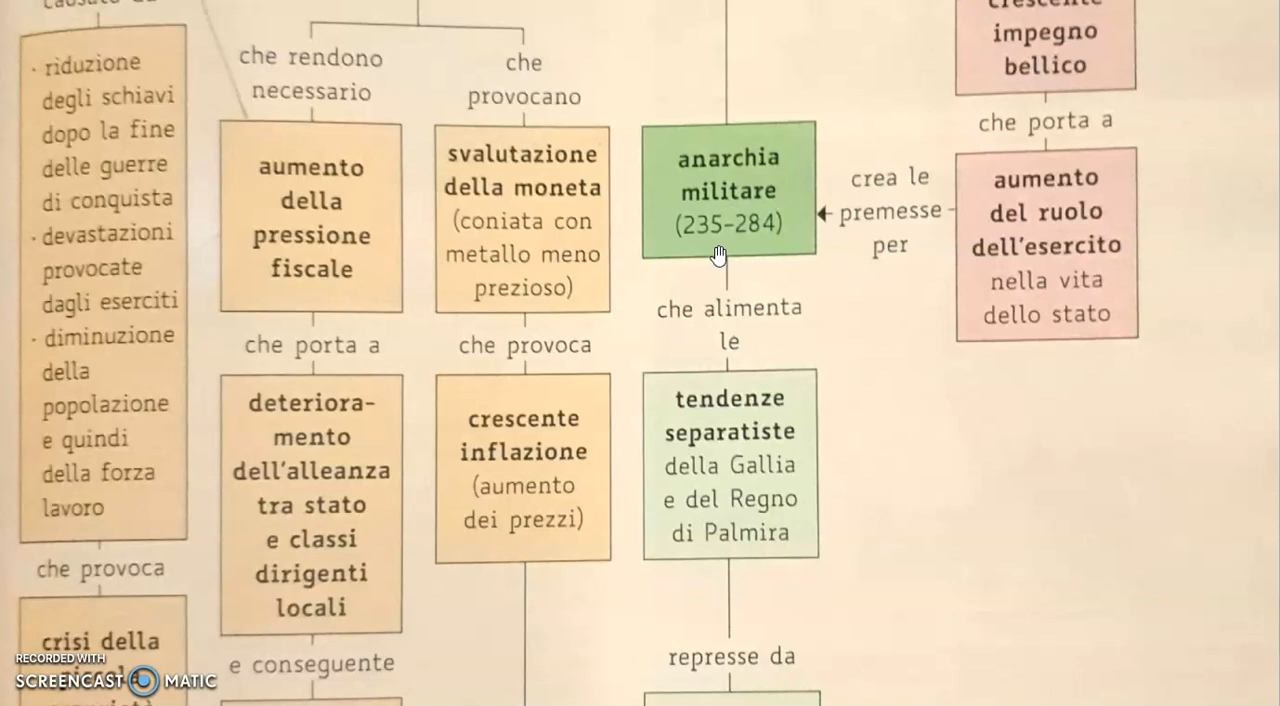 · riduzione
degli schiavi
dopo la fine
delle guerre
di conquista
· devastazioni
provocate
dagli eserciti
· diminuzione
della
popolazione
e quindi
della forza
lavoro
che provoca
crisi della
che rendono
necessario
aumento
della
pressione
fiscale
che porta a
deteriora-
mento
dell'alleanza
tra stato
e classi
dirigenti
locali
e conseguente
che
provocano
svalutazione
della moneta
(coniata con
metallo meno
prezioso)
che provoca
crescente
inflazione
(aumento
dei prezzi)
anarchia
militare
(235-284)
che alimenta
le
tendenze
separatiste
della Gallia
e del Regno
di Palmira
represse da
crea le
premesse
per
crescente
impegno
bellico
che porta a
aumento
del ruolo
dell'esercito
nella vita
dello stato
RECORDED WITH
SCREENCAST MATIC